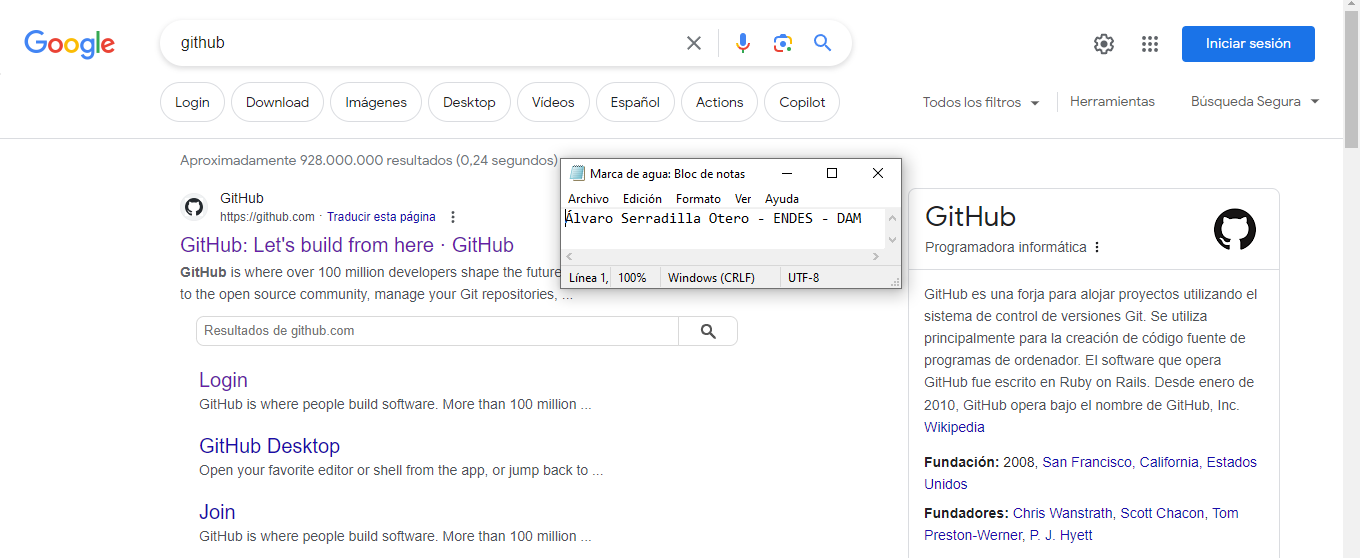 Google
github
Iniciar sesión
Login
Download
Imágenes
Desktop
Vídeos
Español
Actions
Copilot
Todos los filtros
Herramientas
Búsqueda Segura
Aproximadamente 928.000.000 resultados (0,24 segundos)
GitHub
https://github.com · Traducir esta página
GitHub: Let's build from here · GitHub
GitHub is where over 100 million developers shape the future
to the open source community, manage your Git repositories, ...
Resultados de github.com
Login
GitHub is where people build software. More than 100 million ...
GitHub Desktop
Open your favorite editor or shell from the app, or jump back to ...
Join
GitHub is where people build software. More than 100 million ...
Marca de agua: Bloc de notas
Archivo Edición Formato Ver Ayuda
Álvaro Serradilla Otero - ENDES - DAM
Línea 1, 100% Windows (CRLF) UTF-8
GitHub
Programadora informática
GitHub es una forja para alojar proyectos utilizando el
sistema de control de versiones Git. Se utiliza
principalmente para la creación de código fuente de
programas de ordenador. El software que opera
GitHub fue escrito en Ruby on Rails. Desde enero de
2010, GitHub opera bajo el nombre de GitHub, Inc.
Wikipedia
Fundación: 2008, San Francisco, California, Estados
Unidos
Fundadores: Chris Wanstrath, Scott Chacon, Tom
Preston-Werner, P. J. Hyett